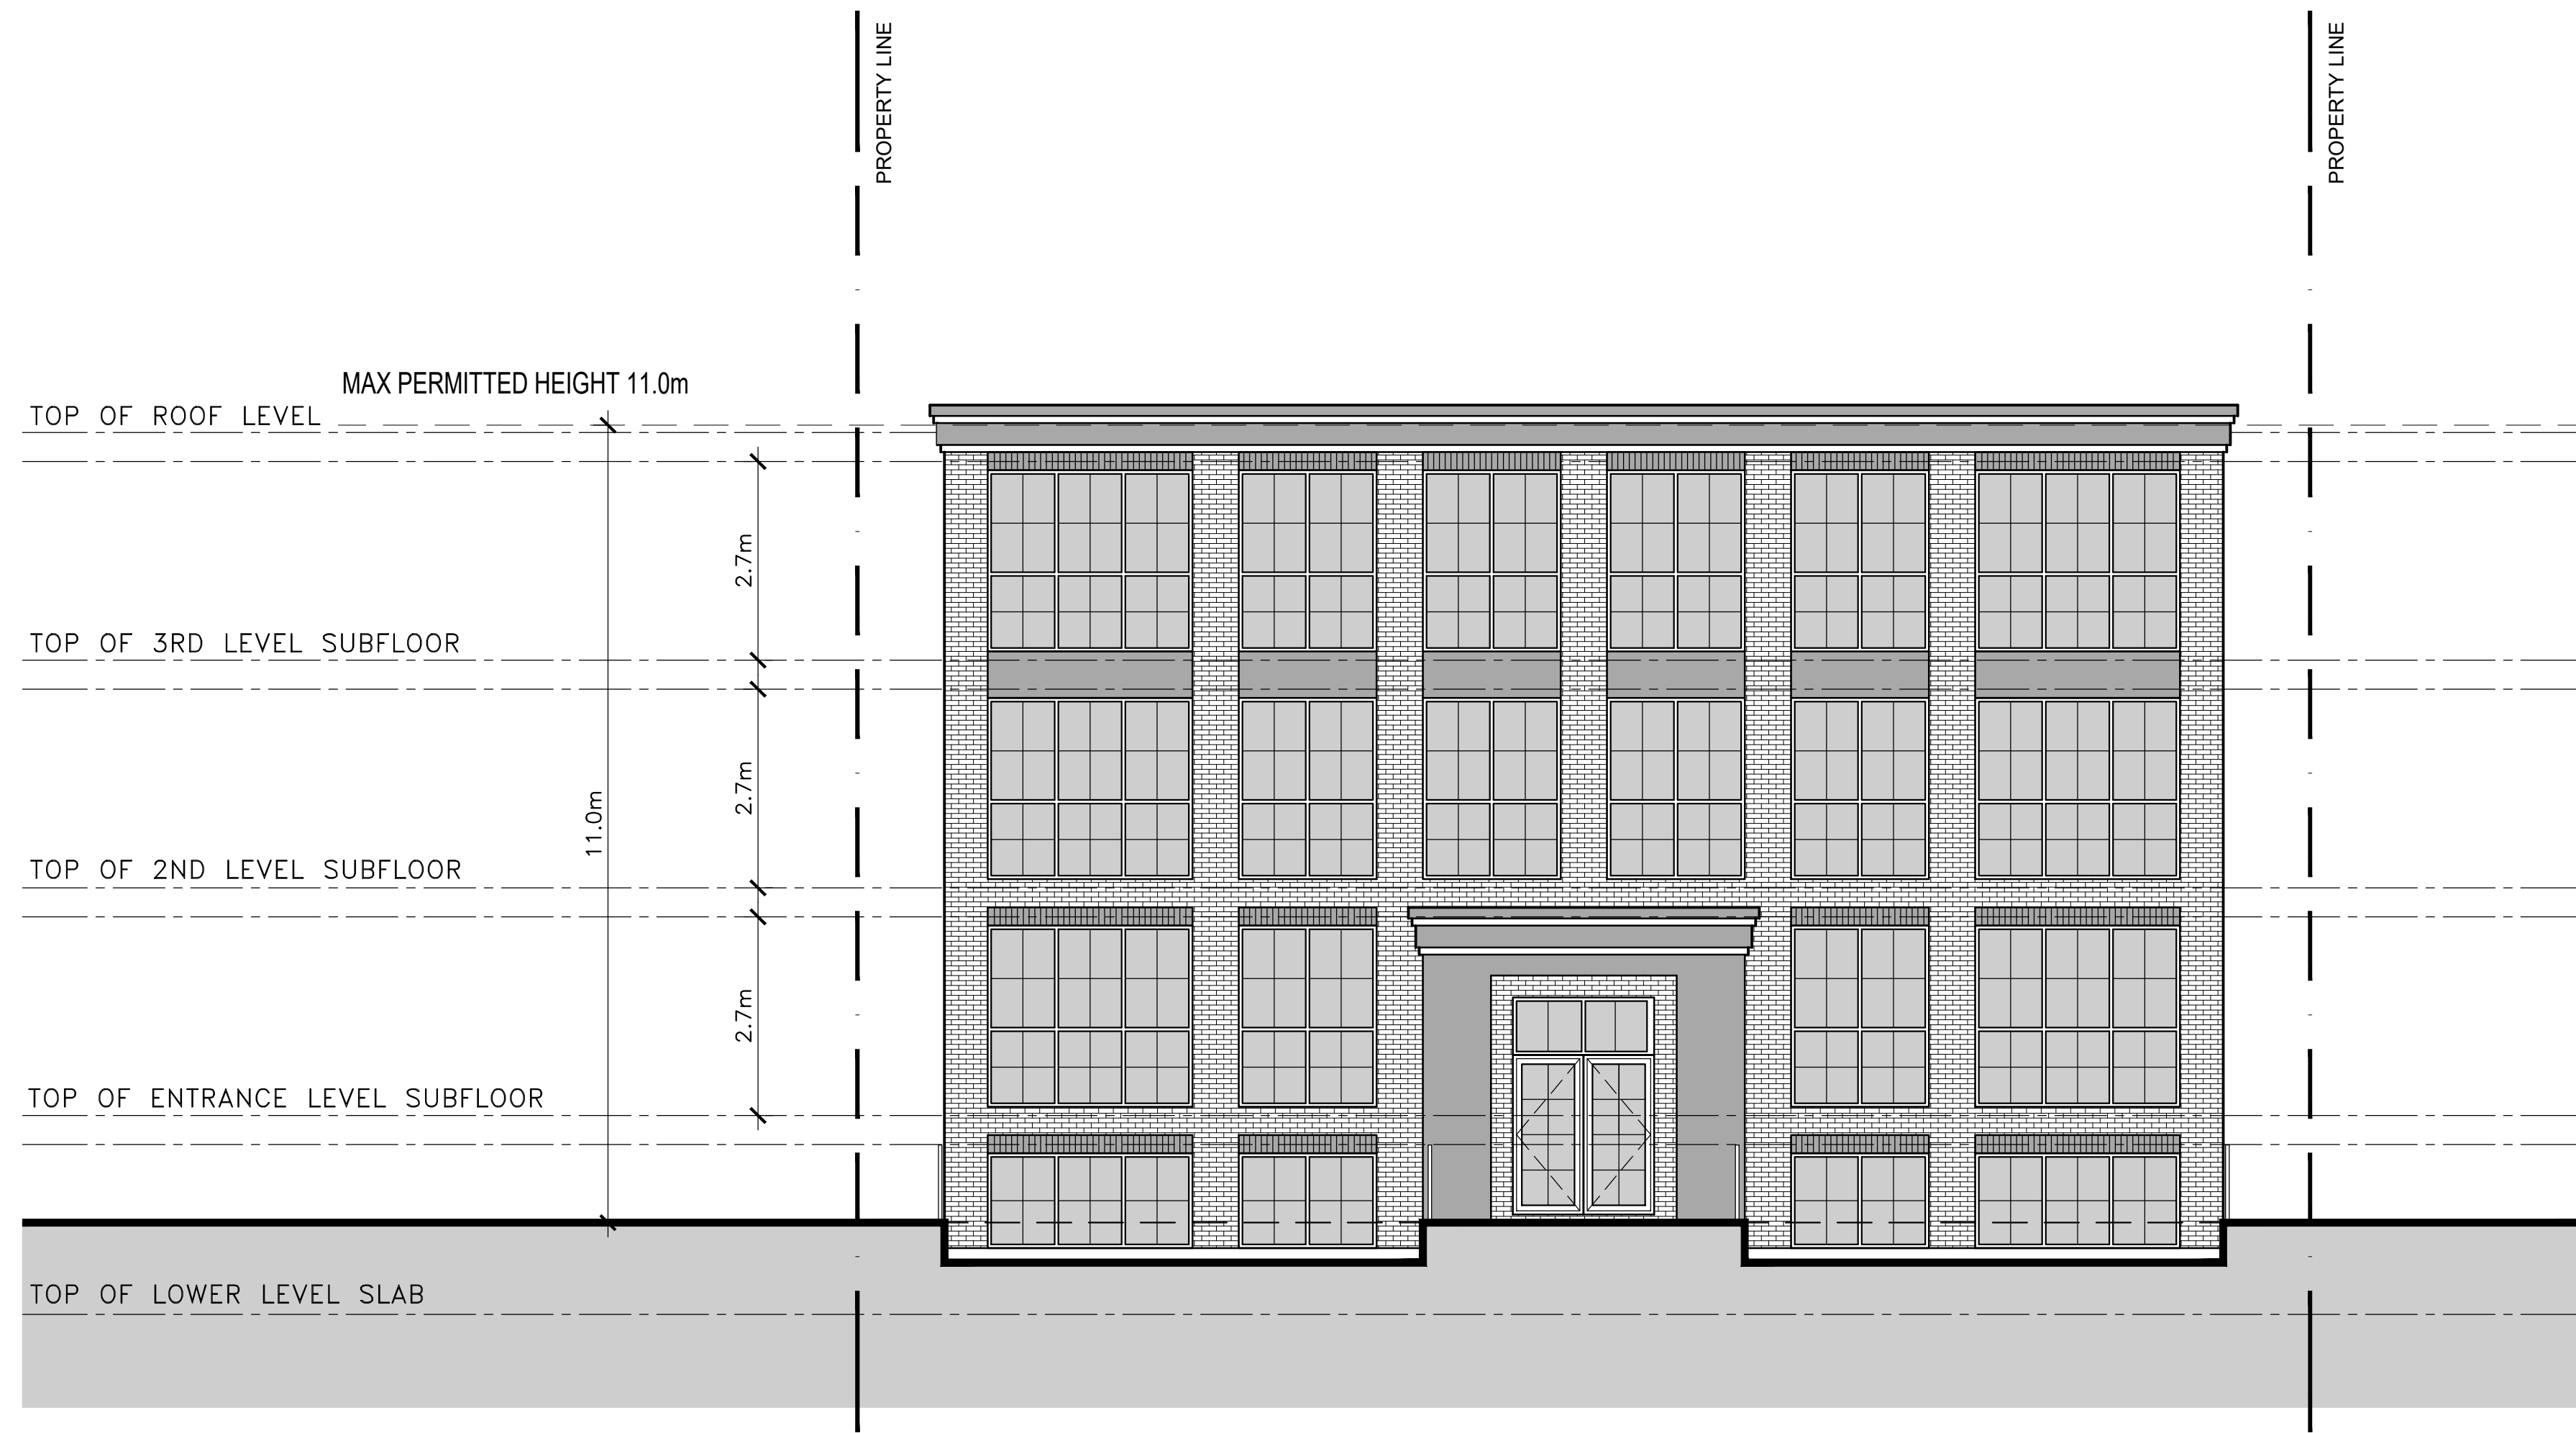 PROPERTY LINE
PROPERTY LINE
MAX PERMITTED HEIGHT 11.0m
TOP OF ROOF LEVEL
2.7m
TOP OF 3RD LEVEL SUBFLOOR
2.7m
11.0m
TOP OF 2ND LEVEL SUBFLOOR
2.7m
TOP OF ENTRANCE LEVEL SUBFLOOR
TOP OF LOWER LEVEL SLAB